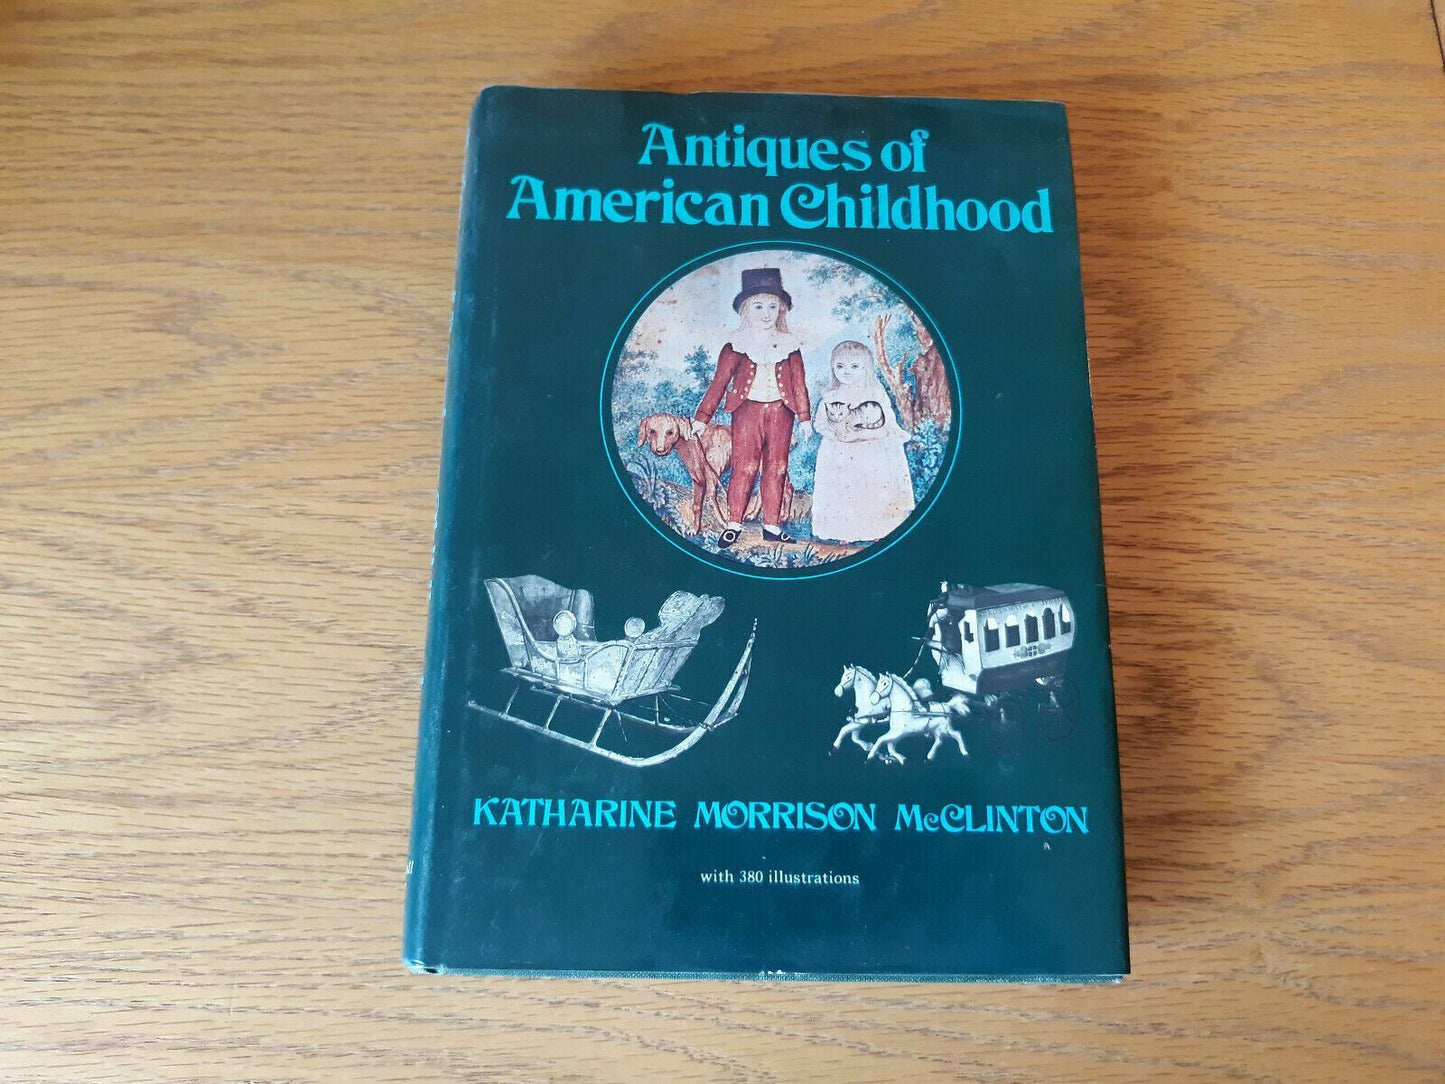 Antiques of
American Childhood
KATHARINE MORRISON McCLINTON
with 380 illustrations